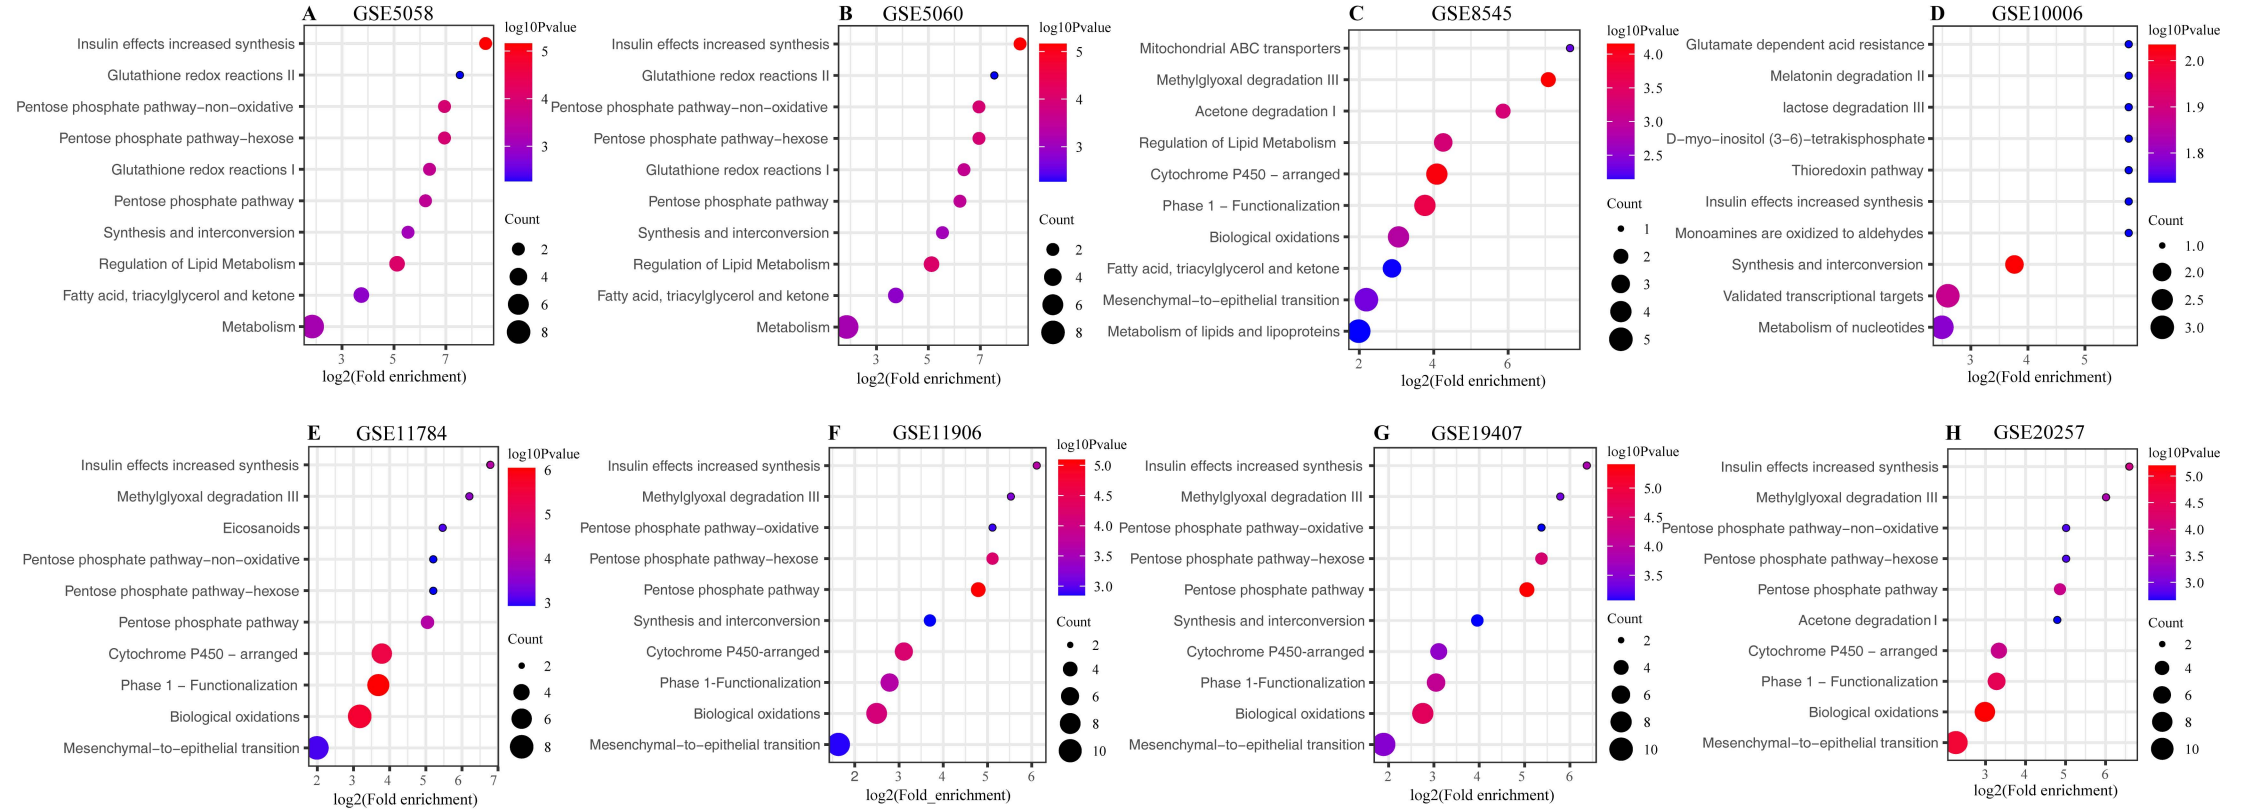 A GSE5058
log10Pvalue
Insulin effects increased synthesis
Glutathione redox reactions II
Pentose phosphate pathway−non−oxidative
Pentose phosphate pathway−hexose
Glutathione redox reactions I
Pentose phosphate pathway
Synthesis and interconversion
Regulation of Lipid Metabolism
Fatty acid, triacylglycerol and ketone
Metabolism
5
4
3
Count
2
4
6
8
3 5 7
log2(Fold enrichment)
B GSE5060
log10Pvalue
Insulin effects increased synthesis
Glutathione redox reactions II
Pentose phosphate pathway−non−oxidative
Pentose phosphate pathway−hexose
Glutathione redox reactions I
Pentose phosphate pathway
Synthesis and interconversion
Regulation of Lipid Metabolism
Fatty acid, triacylglycerol and ketone
Metabolism
5
4
3
Count
2
4
6
8
3 5 7
log2(Fold enrichment)
C GSE8545
log10Pvalue
Mitochondrial ABC transporters
Methylglyoxal degradation III
Acetone degradation I
Regulation of Lipid Metabolism
Cytochrome P450 − arranged
Phase 1 − Functionalization
Biological oxidations
Fatty acid, triacylglycerol and ketone
Mesenchymal−to−epithelial transition
Metabolism of lipids and lipoproteins
4.0
3.5
3.0
2.5
Count
1
2
3
4
5
2 4 6
log2(Fold enrichment)
D GSE10006
log10Pvalue
Glutamate dependent acid resistance
Melatonin degradation II
lactose degradation III
D−myo−inositol (3−6)−tetrakisphosphate
Thioredoxin pathway
Insulin effects increased synthesis
Monoamines are oxidized to aldehydes
Synthesis and interconversion
Validated transcriptional targets
Metabolism of nucleotides
2.0
1.9
1.8
Count
1.0
2.0
2.5
3.0
3 4 5
log2(Fold enrichment)
E GSE11784
log10Pvalue
Insulin effects increased synthesis
Methylglyoxal degradation III
Eicosanoids
Pentose phosphate pathway−non−oxidative
Pentose phosphate pathway−hexose
Pentose phosphate pathway
Cytochrome P450 − arranged
Phase 1 − Functionalization
Biological oxidations
Mesenchymal−to−epithelial transition
6
5
4
3
Count
2
4
6
8
2 3 4 5 6 7
log2(Fold enrichment)
F GSE11906
log10Pvalue
Insulin effects increased synthesis
Methylglyoxal degradation III
Pentose phosphate pathway−oxidative
Pentose phosphate pathway−hexose
Pentose phosphate pathway
Synthesis and interconversion
Cytochrome P450-arranged
Phase 1-Functionalization
Biological oxidations
Mesenchymal−to−epithelial transition
5.0
4.5
4.0
3.5
3.0
Count
2
4
6
8
10
2 3 4 5 6
log2(Fold_enrichment)
G GSE19407
log10Pvalue
Insulin effects increased synthesis
Methylglyoxal degradation III
Pentose phosphate pathway−oxidative
Pentose phosphate pathway−hexose
Pentose phosphate pathway
Synthesis and interconversion
Cytochrome P450-arranged
Phase 1-Functionalization
Biological oxidations
Mesenchymal−to−epithelial transition
5.0
4.5
4.0
3.5
Count
2
4
6
8
10
2 3 4 5 6
log2(Fold enrichment)
H GSE20257
log10Pvalue
Insulin effects increased synthesis
Methylglyoxal degradation III
Pentose phosphate pathway−non−oxidative
Pentose phosphate pathway−hexose
Pentose phosphate pathway
Acetone degradation I
Cytochrome P450 − arranged
Phase 1 − Functionalization
Biological oxidations
Mesenchymal−to−epithelial transition
5.0
4.5
4.0
3.5
3.0
Count
2
4
6
8
10
3 4 5 6
log2(Fold enrichment)